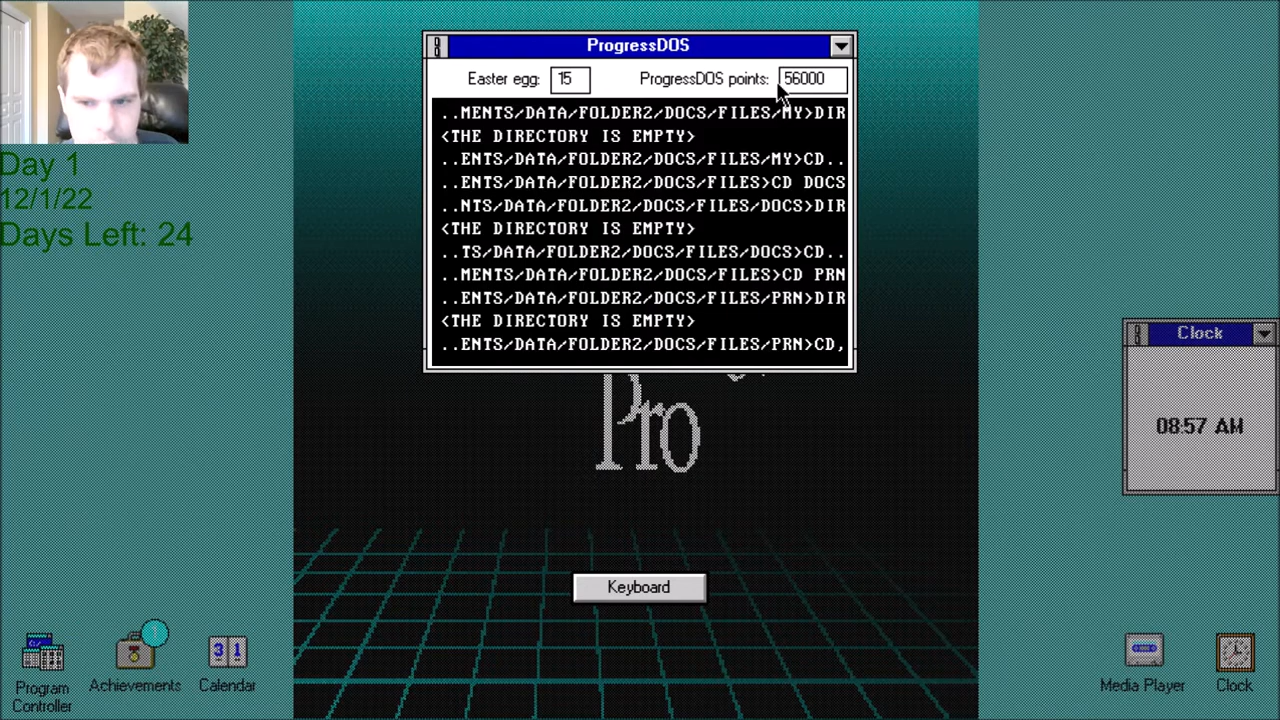 ProgressDOS
Easter egg: 15 ProgressDOS points: 56000
..MENTS/DATA/FOLDER2/DOCS/FILES/MY>DIR
<THE DIRECTORY IS EMPTY>
..ENTS/DATA/FOLDER2/DOCS/FILES/MY>CD..
..ENTS/DATA/FOLDER2/DOCS/FILES>CD DOCS
..NTS/DATA/FOLDER2/DOCS/FILES/DOCS>DIR
<THE DIRECTORY IS EMPTY>
..TS/DATA/FOLDER2/DOCS/FILES/DOCS>CD..
..MENTS/DATA/FOLDER2/DOCS/FILES>CD PRN
..ENTS/DATA/FOLDER2/DOCS/FILES/PRN>DIR
<THE DIRECTORY IS EMPTY>
..ENTS/DATA/FOLDER2/DOCS/FILES/PRN>CD,
Day 1
12/1/22
Days Left: 24
Clock
08:57 AM
Pro
Keyboard
Program
Controller
1
Achievements
31
Calendar
Media Player
Clock